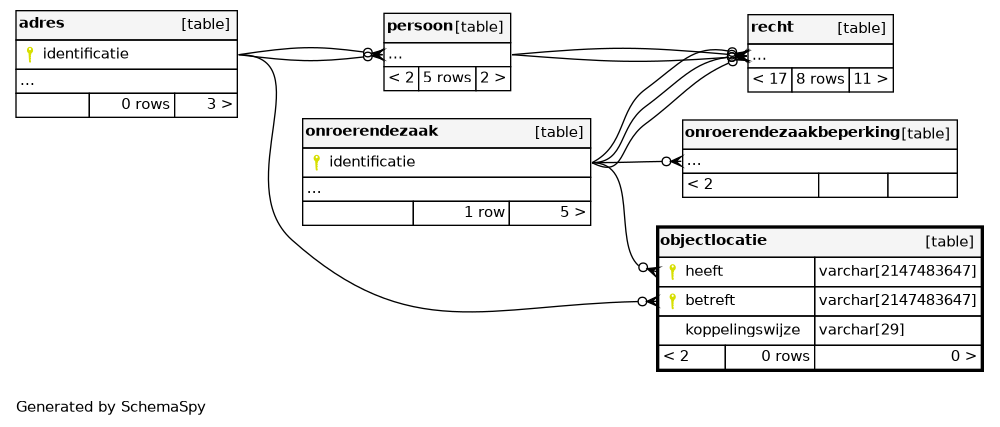 adres [table]
identificatie
...
0 rows 3 >
persoon [table]
...
< 2 5 rows 2 >
recht [table]
...
< 17 8 rows 11 >
onroerendezaak [table]
identificatie
...
1 row 5 >
onroerendezaakbeperking [table]
...
< 2
objectlocatie [table]
heeft varchar[2147483647]
betreft varchar[2147483647]
koppelingswijze varchar[29]
< 2 0 rows 0 >
Generated by SchemaSpy